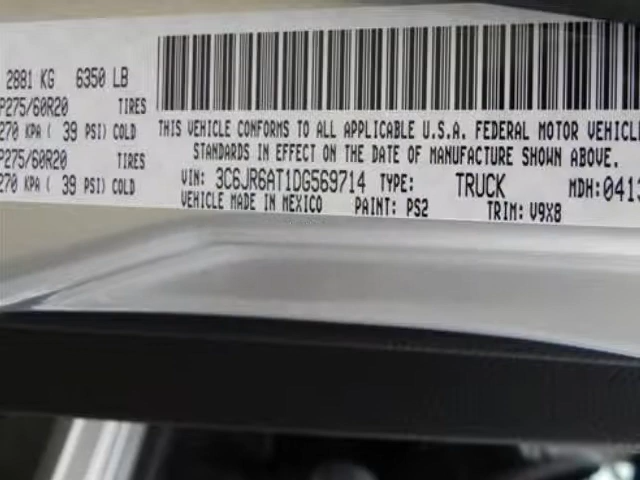 2881 KG 6350 LB
P275/60R20 TIRES
270 KPA ( 39 PSI) COLD
P275/60R20 TIRES
270 KPA ( 39 PSI) COLD
THIS VEHICLE CONFORMS TO ALL APPLICABLE U.S.A. FEDERAL MOTOR VEHICLE
STANDARDS IN EFFECT ON THE DATE OF MANUFACTURE SHOWN ABOVE.
VIN: 3C6JR6AT1DG569714 TYPE: TRUCK MDH:0413
VEHICLE MADE IN MEXICO PAINT: PS2 TRIM: V9X8